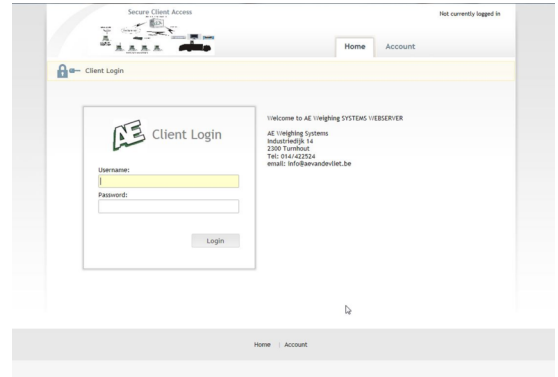 Secure Client Access
Not currently logged in
Home
Account
Client Login
AE Client Login
Username:
Password:
Login
Welcome to AE Weighing SYSTEMS WEBSERVER
AE Weighing Systems
Industriedijk 14
2300 Turnhout
Tel: 014/422524
email: info@aevandevliet.be
Home | Account